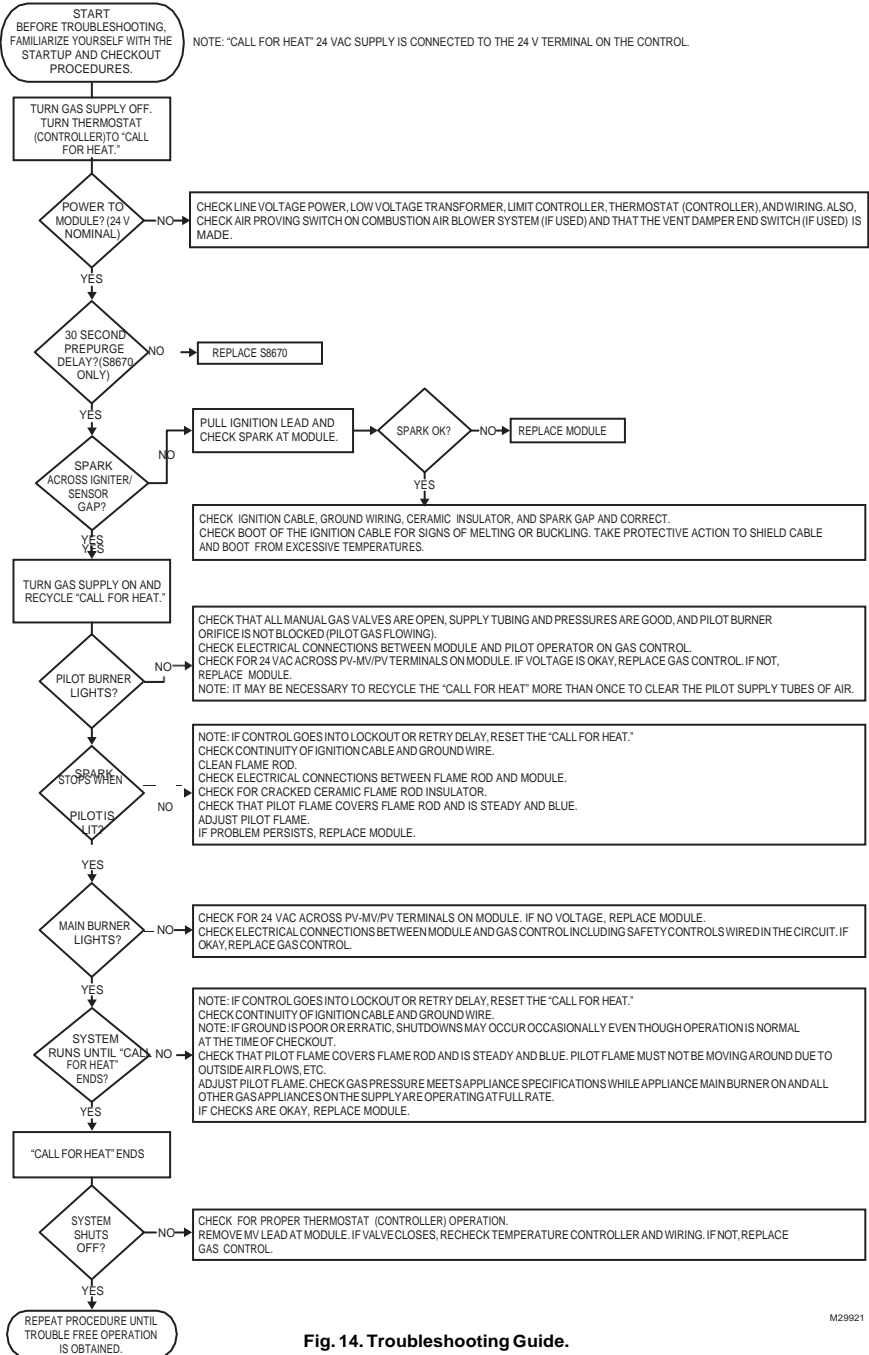 START
BEFORE TROUBLESHOOTING,
FAMILIARIZE YOURSELF WITH THE
STARTUP AND CHECKOUT
PROCEDURES.
NOTE: “CALL FOR HEAT” 24 VAC SUPPLY IS CONNECTED TO THE 24 V TERMINAL ON THE CONTROL.
TURN GAS SUPPLY OFF.
TURN THERMOSTAT
(CONTROLLER)TO “CALL
FOR HEAT.”
POWER TO
MODULE? (24 V
NOMINAL)
NO
CHECK LINE VOLTAGE POWER, LOW VOLTAGE TRANSFORMER, LIMIT CONTROLLER, THERMOSTAT (CONTROLLER), AND WIRING. ALSO,
CHECK AIR PROVING SWITCH ON COMBUSTION AIR BLOWER SYSTEM (IF USED) AND THAT THE VENT DAMPER END SWITCH (IF USED) IS
MADE.
YES
30 SECOND
PREPURGE
DELAY?(S8670
ONLY)
NO
REPLACE S8670
YES
SPARK
ACROSS IGNITER/
SENSOR
GAP?
NO
PULL IGNITION LEAD AND
CHECK SPARK AT MODULE.
SPARK OK?
NO
REPLACE MODULE
YES
CHECK IGNITION CABLE, GROUND WIRING, CERAMIC INSULATOR, AND SPARK GAP AND CORRECT.
CHECK BOOT OF THE IGNITION CABLE FOR SIGNS OF MELTING OR BUCKLING. TAKE PROTECTIVE ACTION TO SHIELD CABLE
AND BOOT FROM EXCESSIVE TEMPERATURES.
YES
YES
TURN GAS SUPPLY ON AND
RECYCLE “CALL FOR HEAT.”
PILOT BURNER
LIGHTS?
NO
CHECK THAT ALL MANUAL GAS VALVES ARE OPEN, SUPPLY TUBING AND PRESSURES ARE GOOD, AND PILOT BURNER
ORIFICE IS NOT BLOCKED (PILOT GAS FLOWING).
CHECK ELECTRICAL CONNECTIONS BETWEEN MODULE AND PILOT OPERATOR ON GAS CONTROL.
CHECK FOR 24 VAC ACROSS PV-MV/PV TERMINALS ON MODULE. IF VOLTAGE IS OKAY, REPLACE GAS CONTROL. IF NOT,
REPLACE MODULE.
NOTE: IT MAY BE NECESSARY TO RECYCLE THE “CALL FOR HEAT” MORE THAN ONCE TO CLEAR THE PILOT SUPPLY TUBES OF AIR.
SPARK
STOPS WHEN
PILOT IS
LIT?
NO
NOTE: IF CONTROL GOES INTO LOCKOUT OR RETRY DELAY, RESET THE “CALL FOR HEAT.”
CHECK CONTINUITY OF IGNITION CABLE AND GROUND WIRE.
CLEAN FLAME ROD.
CHECK ELECTRICAL CONNECTIONS BETWEEN FLAME ROD AND MODULE.
CHECK FOR CRACKED CERAMIC FLAME ROD INSULATOR.
CHECK THAT PILOT FLAME COVERS FLAME ROD AND IS STEADY AND BLUE.
ADJUST PILOT FLAME.
IF PROBLEM PERSISTS, REPLACE MODULE.
YES
MAIN BURNER
LIGHTS?
NO
CHECK FOR 24 VAC ACROSS PV-MV/PV TERMINALS ON MODULE. IF NO VOLTAGE, REPLACE MODULE.
CHECK ELECTRICAL CONNECTIONS BETWEEN MODULE AND GAS CONTROL INCLUDING SAFETY CONTROLS WIRED IN THE CIRCUIT. IF
OKAY, REPLACE GAS CONTROL.
YES
SYSTEM
RUNS UNTIL “CALL
FOR HEAT”
ENDS?
NO
NOTE: IF CONTROL GOES INTO LOCKOUT OR RETRY DELAY, RESET THE “CALL FOR HEAT.”
CHECK CONTINUITY OF IGNITION CABLE AND GROUND WIRE.
NOTE: IF GROUND IS POOR OR ERRATIC, SHUTDOWNS MAY OCCUR OCCASIONALLY EVEN THOUGH OPERATION IS NORMAL
AT THE TIME OF CHECKOUT.
CHECK THAT PILOT FLAME COVERS FLAME ROD AND IS STEADY AND BLUE. PILOT FLAME MUST NOT BE MOVING AROUND DUE TO
OUTSIDE AIR FLOWS, ETC.
ADJUST PILOT FLAME. CHECK GAS PRESSURE MEETS APPLIANCE SPECIFICATIONS WHILE APPLIANCE MAIN BURNER ON AND ALL
OTHER GAS APPLIANCES ON THE SUPPLY ARE OPERATING AT FULL RATE.
IF CHECKS ARE OKAY, REPLACE MODULE.
YES
“CALL FOR HEAT” ENDS
SYSTEM
SHUTS
OFF?
NO
CHECK FOR PROPER THERMOSTAT (CONTROLLER) OPERATION.
REMOVE MV LEAD AT MODULE. IF VALVE CLOSES, RECHECK TEMPERATURE CONTROLLER AND WIRING. IF NOT, REPLACE
GAS CONTROL.
YES
REPEAT PROCEDURE UNTIL
TROUBLE FREE OPERATION
IS OBTAINED.
M29921
Fig. 14. Troubleshooting Guide.